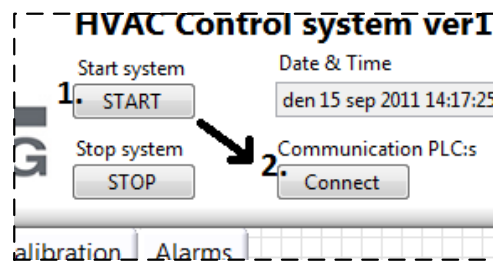 HVAC Control system ver1
Start system
Date & Time
1. START
den 15 sep 2011 14:17:25
G
Stop system
Communication PLC:s
STOP
2. Connect
alibration
Alarms